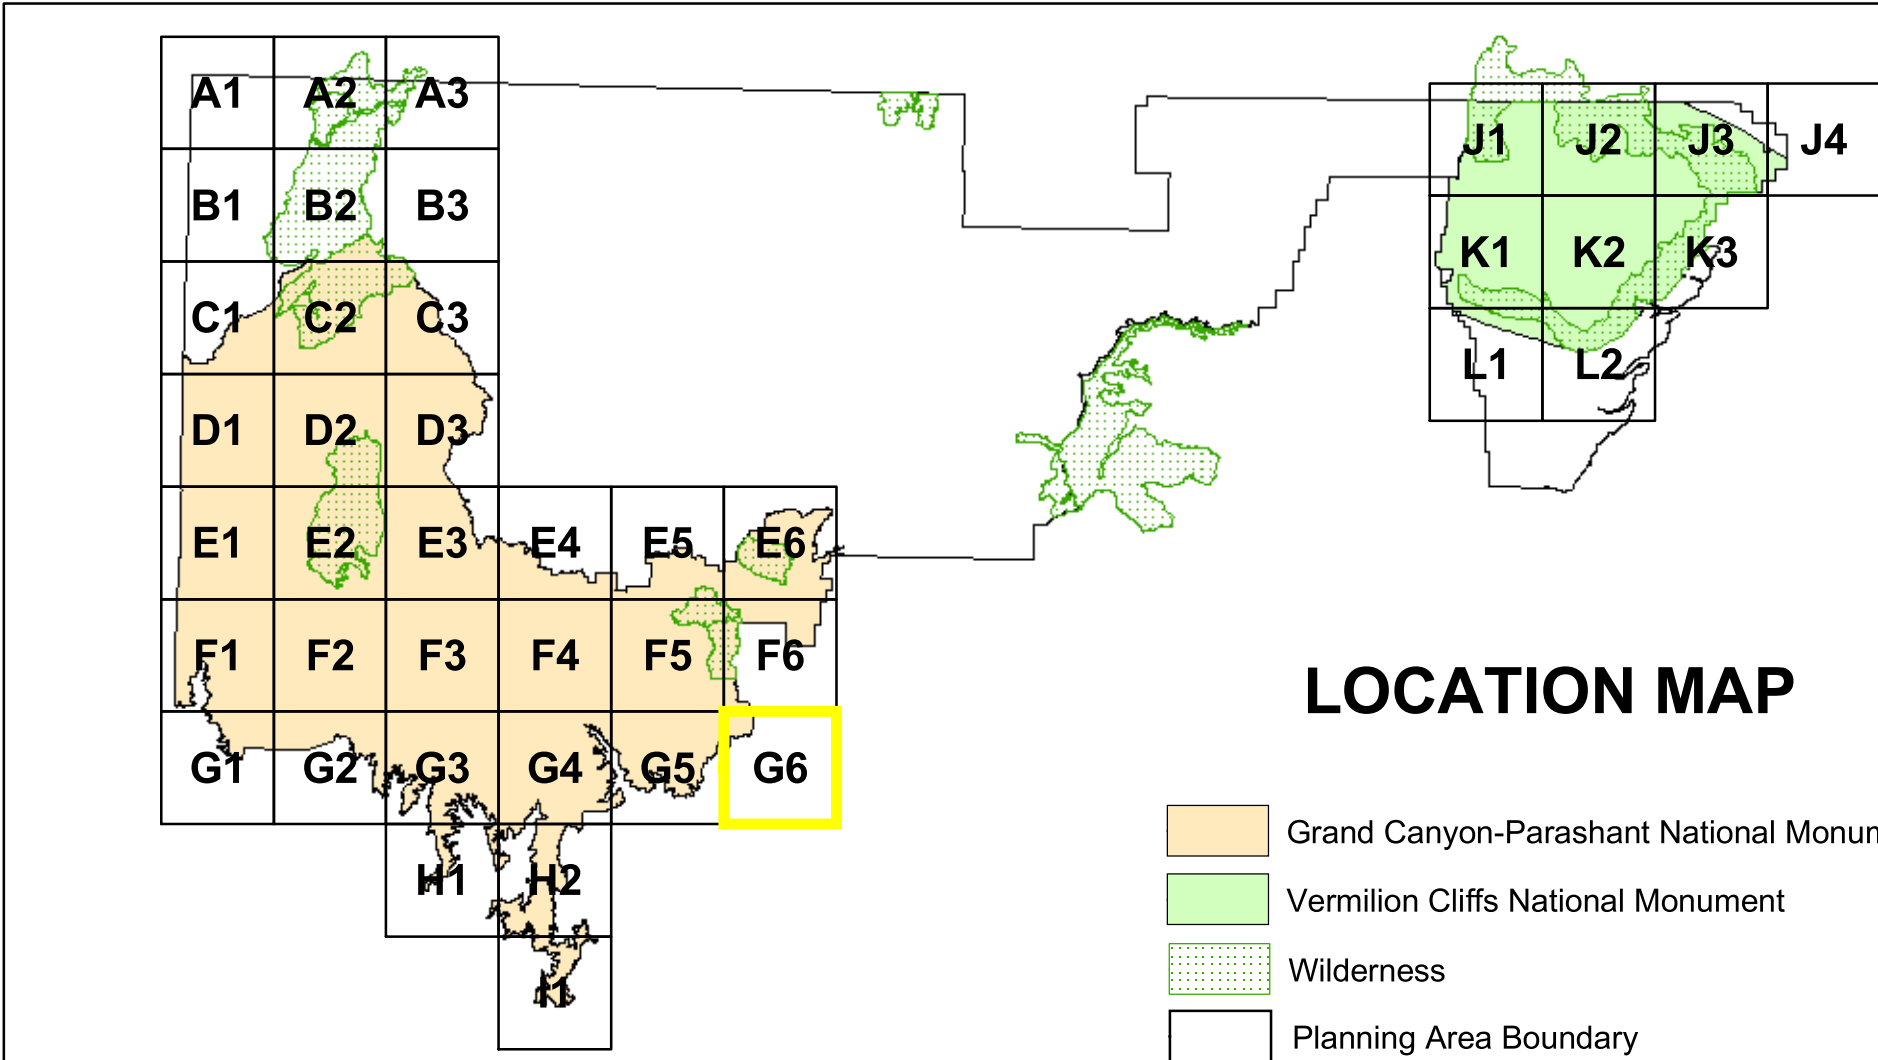 A1 A2 A3
J1 J2 J3 J4
B1 B2 B3
K1 K2 K3
C1 C2 C3
L1 L2
D1 D2 D3
E1 E2 E3 E4 E5 E6
F1 F2 F3 F4 F5 F6
LOCATION MAP
G1 G2 G3 G4 G5 G6
Grand Canyon-Parashant National Monum
Vermilion Cliffs National Monument
H1 H2
Wilderness
I1
Planning Area Boundary